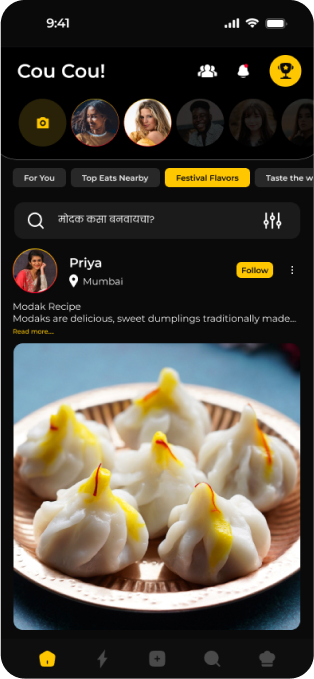 9:41
Cou Cou!
For You
Top Eats Nearby
Festival Flavors
Taste the w
मोदक कसा बनवायचा?
Priya
Follow
Mumbai
Modak Recipe
Modaks are delicious, sweet dumplings traditionally made...
Read more...